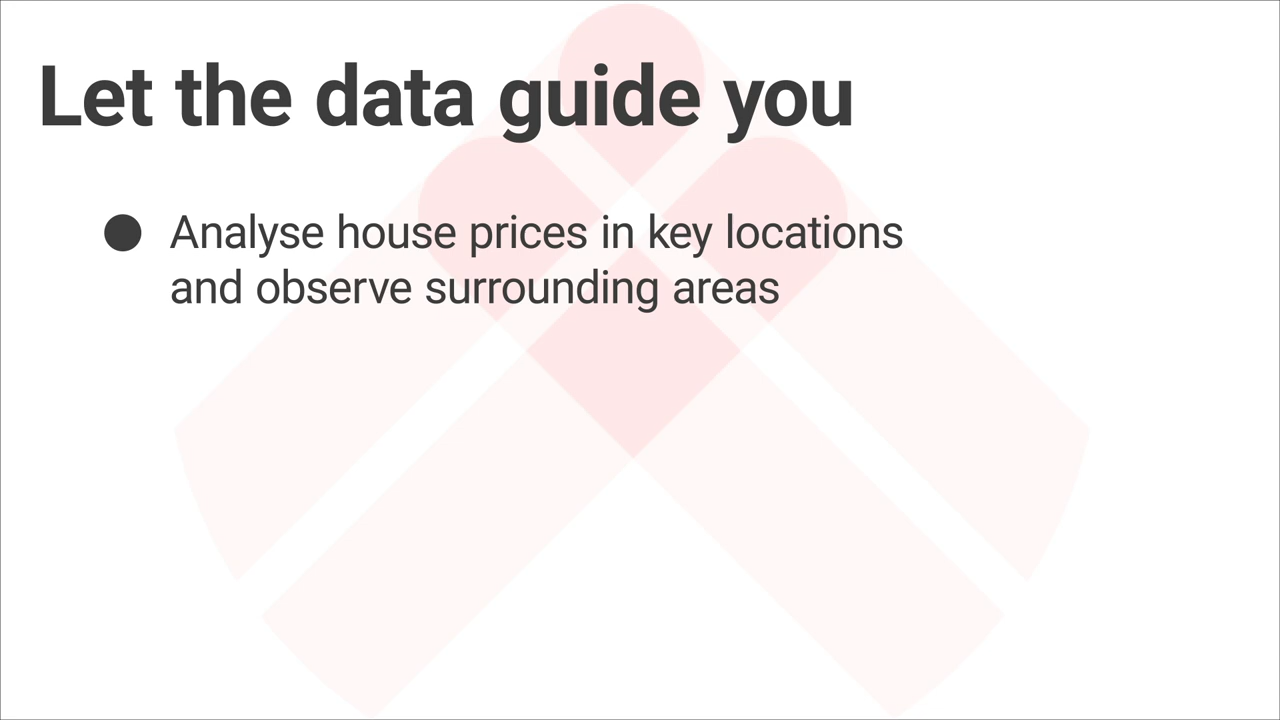 Let the data guide you
● Analyse house prices in key locations
and observe surrounding areas